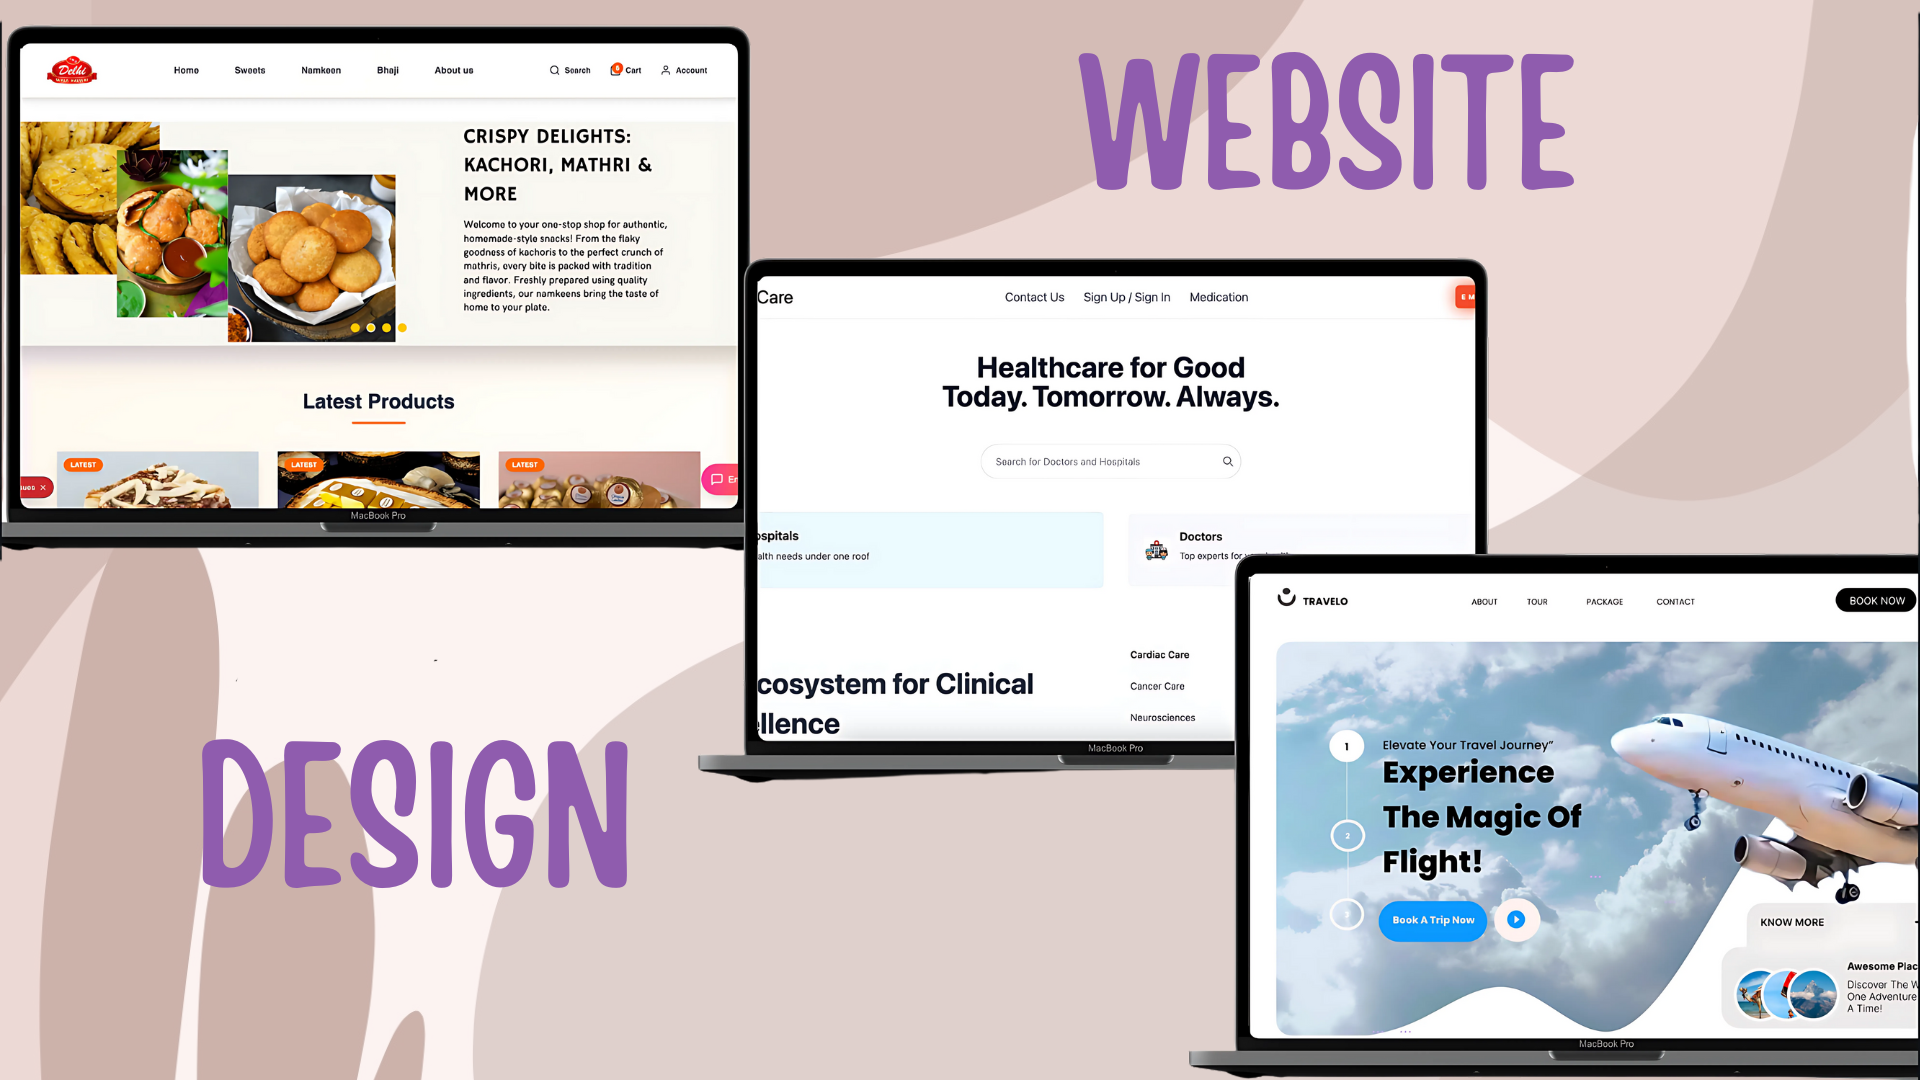 WEBSITE
DESIGN
Delhi
Home Sweets Namkeen Bhaji About us Search Cart Account
CRISPY DELIGHTS:
KACHORI, MATHRI &
MORE
Welcome to your one-stop shop for authentic,
homemade-style snacks! From the flaky
goodness of kachoris to the perfect crunch of
mathris, every bite is packed with tradition
and flavor. Freshly prepared using quality
ingredients, our namkeens bring the taste of
home to your plate.
Latest Products
LATEST LATEST LATEST
MacBook Pro
Care Contact Us Sign Up / Sign In Medication EM
Healthcare for Good
Today. Tomorrow. Always.
Search for Doctors and Hospitals
ospitals
alth needs under one roof
Doctors
Top experts for
cosystem for Clinical
ellence
Cardiac Care
Cancer Care
Neurosciences
MacBook Pro
TRAVELO ABOUT TOUR PACKAGE CONTACT BOOK NOW
1
2
3
Elevate Your Travel Journey"
Experience
The Magic Of
Flight!
Book A Trip Now
KNOW MORE
Awesome Plac
Discover The W
One Adventure
A Time!
MacBook Pro